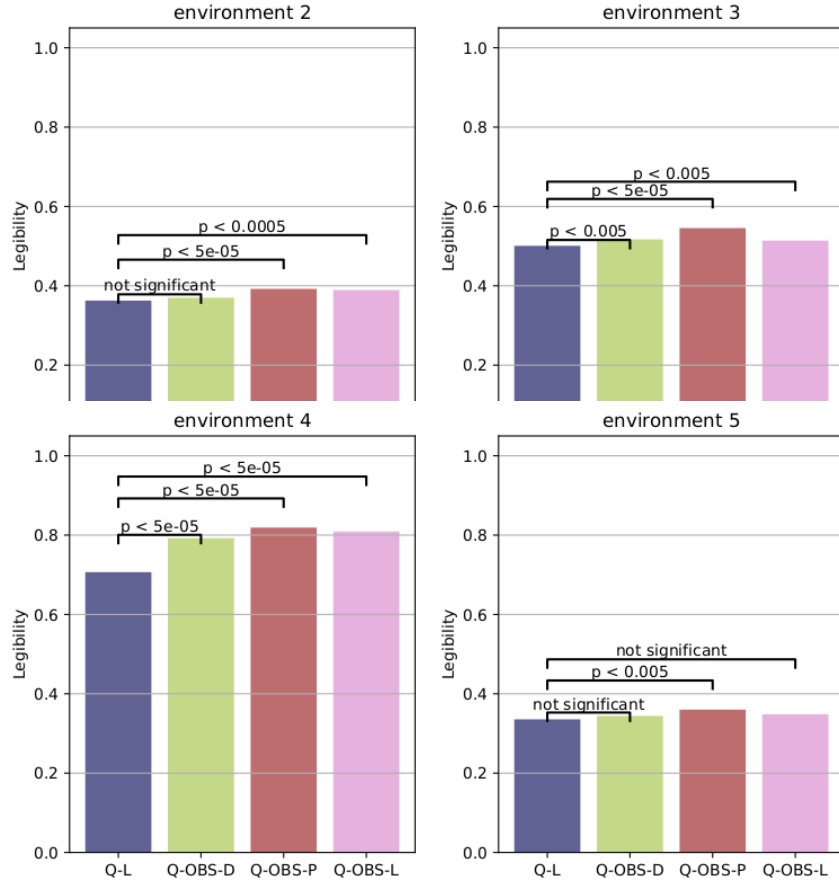 environment 2
1.0
0.8
0.6
0.4
0.2
Legibility
p < 0.0005
p < 5e-05
not significant
environment 3
1.0
0.8
0.6
0.4
0.2
Legibility
p < 0.005
p < 5e-05
p < 0.005
environment 4
1.0
0.8
0.6
0.4
0.2
0.0
Legibility
p < 5e-05
p < 5e-05
p < 5e-05
Q-L Q-OBS-D Q-OBS-P Q-OBS-L
environment 5
1.0
0.8
0.6
0.4
0.2
0.0
Legibility
not significant
p < 0.005
not significant
Q-L Q-OBS-D Q-OBS-P Q-OBS-L